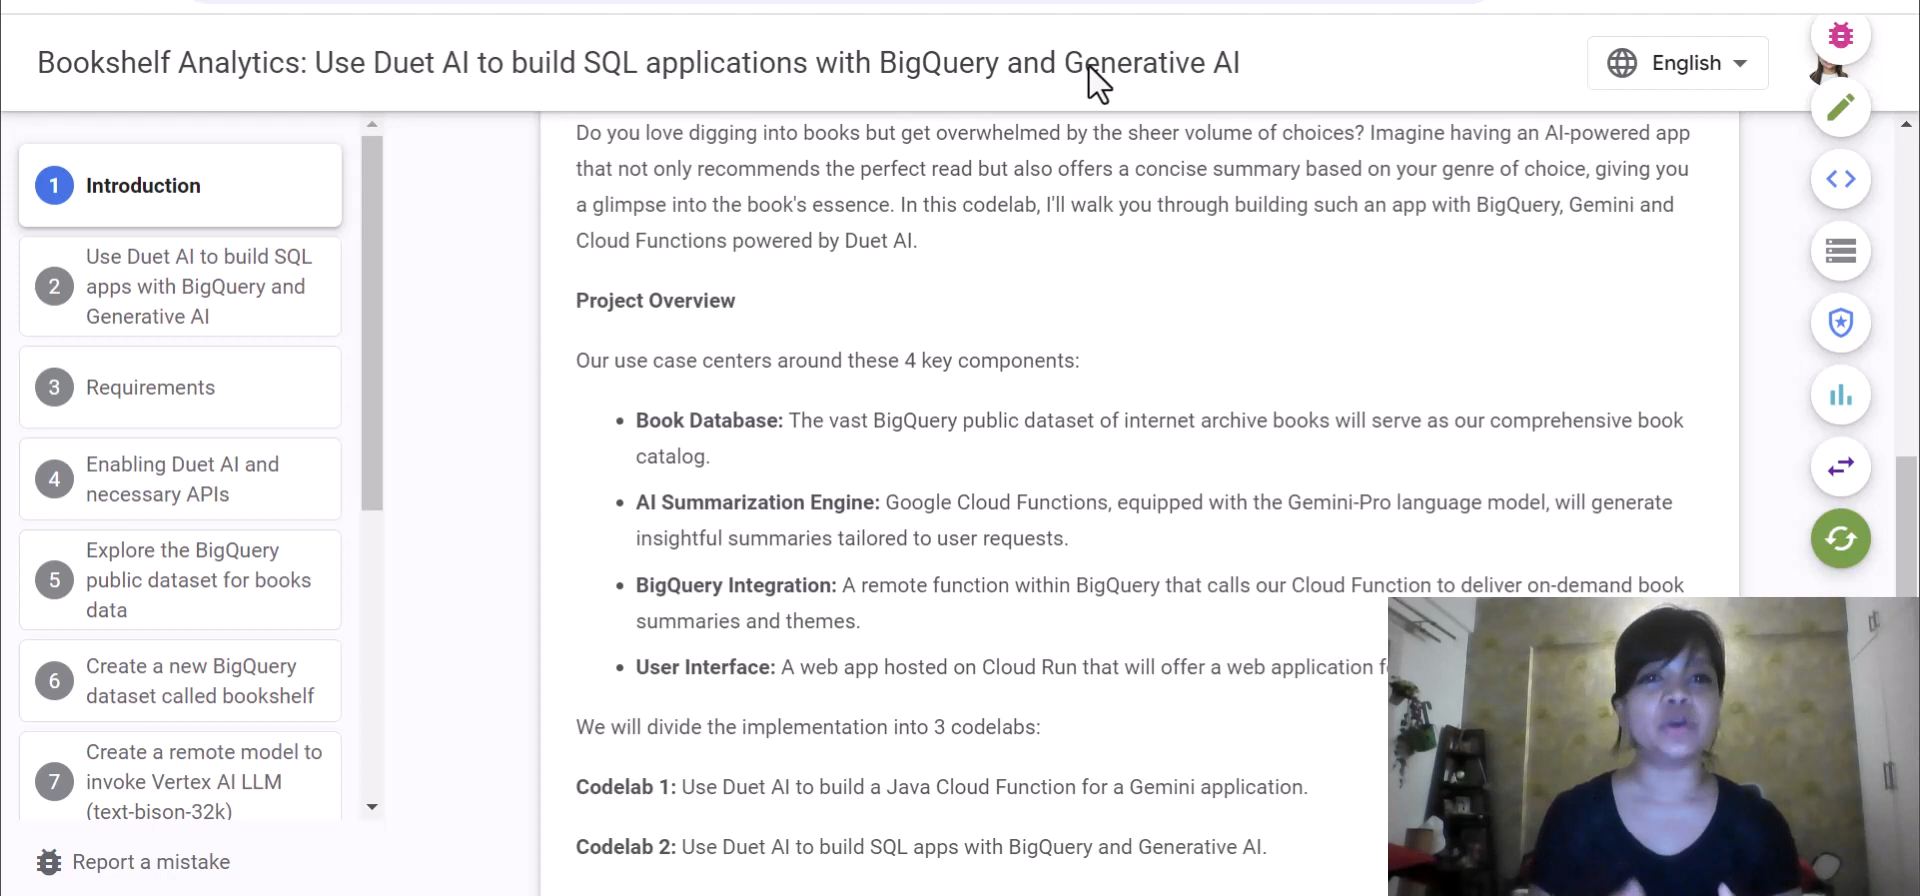 Bookshelf Analytics: Use Duet AI to build SQL applications with BigQuery and Generative AI
English
1 Introduction
2 Use Duet AI to build SQL
apps with BigQuery and
Generative AI
3 Requirements
4 Enabling Duet AI and
necessary APIs
5 Explore the BigQuery
public dataset for books
data
6 Create a new BigQuery
dataset called bookshelf
7 Create a remote model to
invoke Vertex AI LLM
(text-bison-32k)
Report a mistake
Do you love digging into books but get overwhelmed by the sheer volume of choices? Imagine having an AI-powered app
that not only recommends the perfect read but also offers a concise summary based on your genre of choice, giving you
a glimpse into the book's essence. In this codelab, I'll walk you through building such an app with BigQuery, Gemini and
Cloud Functions powered by Duet AI.
Project Overview
Our use case centers around these 4 key components:
• Book Database: The vast BigQuery public dataset of internet archive books will serve as our comprehensive book
catalog.
• AI Summarization Engine: Google Cloud Functions, equipped with the Gemini-Pro language model, will generate
insightful summaries tailored to user requests.
• BigQuery Integration: A remote function within BigQuery that calls our Cloud Function to deliver on-demand book
summaries and themes.
• User Interface: A web app hosted on Cloud Run that will offer a web application
We will divide the implementation into 3 codelabs:
Codelab 1: Use Duet AI to build a Java Cloud Function for a Gemini application.
Codelab 2: Use Duet AI to build SQL apps with BigQuery and Generative AI.